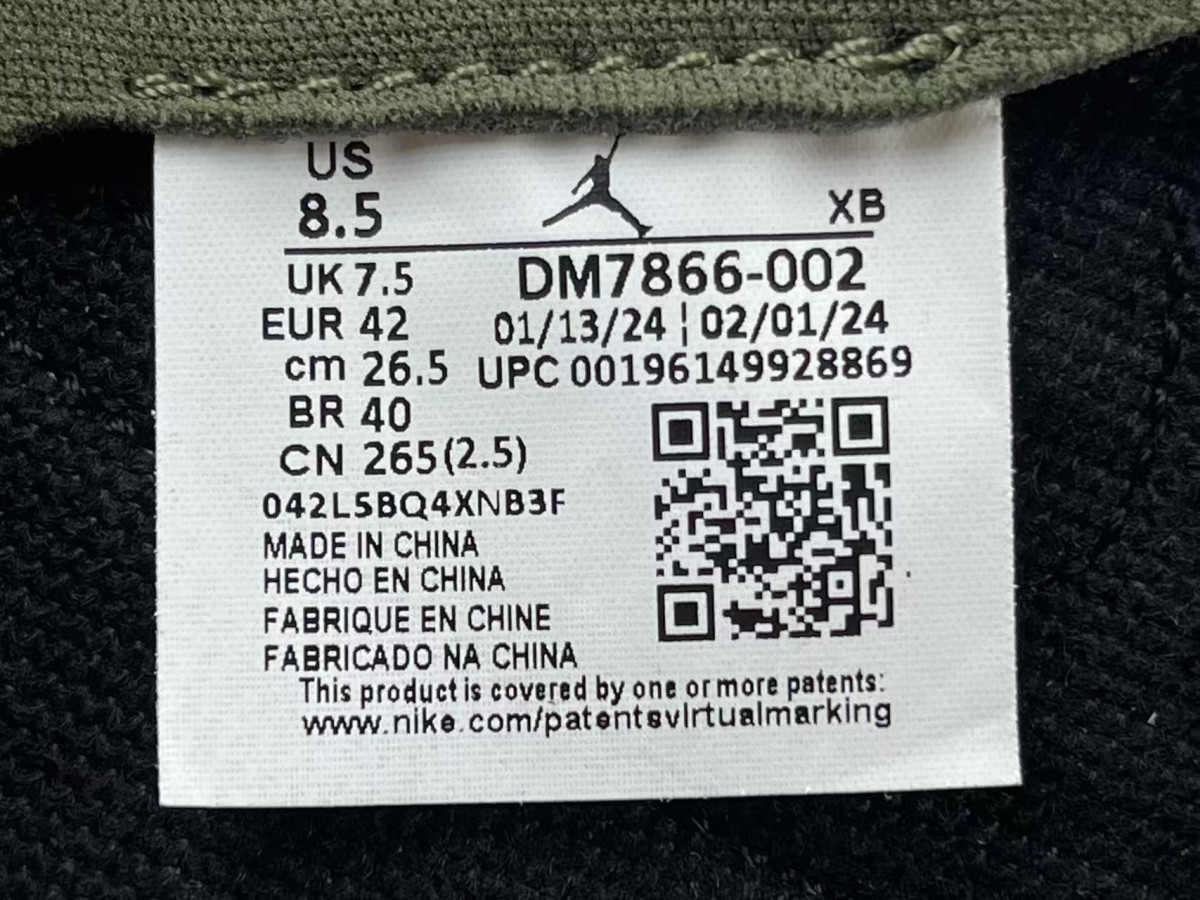 US
8.5
XB
UK 7.5
DM7866-002
EUR 42
01/13/24 ¦ 02/01/24
cm 26.5
UPC 00196149928869
BR 40
CN 265(2.5)
042L5BQ4XNB3F
MADE IN CHINA
HECHO EN CHINA
FABRIQUE EN CHINE
FABRICADO NA CHINA
This product is covered by one or more patents:
www.nike.com/patentsvirtualmarking